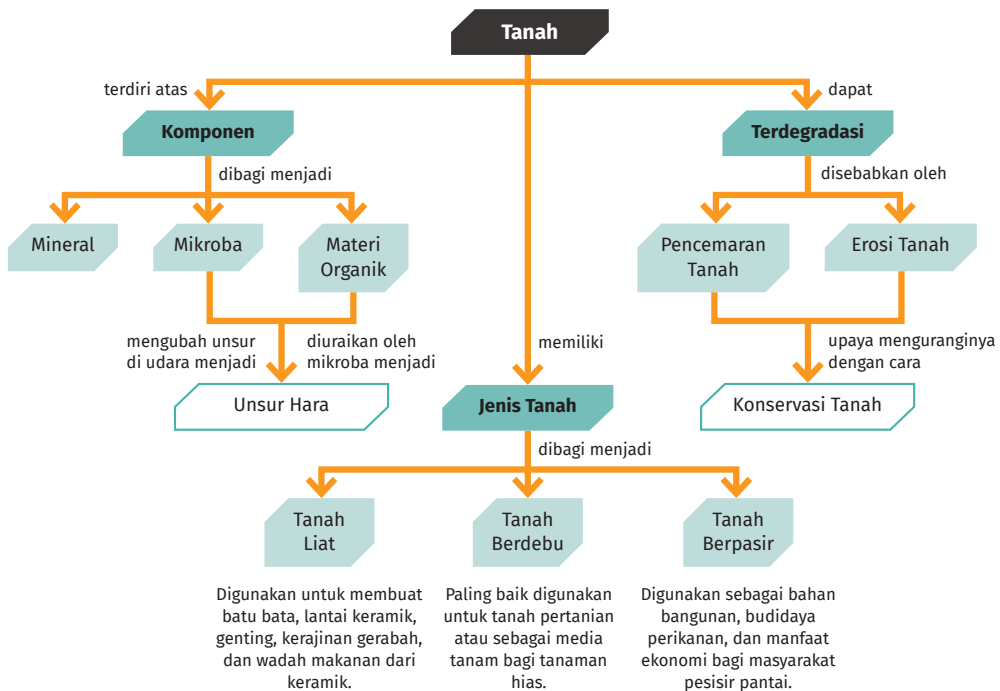 Tanah
terdiri atas
dapat
Komponen
Terdegradasi
dibagi menjadi
disebabkan oleh
Mineral
Mikroba
Materi
Organik
Pencemaran
Tanah
Erosi Tanah
mengubah unsur
di udara menjadi
diuraikan oleh
mikroba menjadi
memiliki
upaya menguranginya
dengan cara
Unsur Hara
Jenis Tanah
Konservasi Tanah
dibagi menjadi
Tanah
Liat
Tanah
Berdebu
Tanah
Berpasir
Digunakan untuk membuat
batu bata, lantai keramik,
genting, kerajinan gerabah,
dan wadah makanan dari
keramik.
Paling baik digunakan
untuk tanah pertanian
atau sebagai media
tanam bagi tanaman
hias.
Digunakan sebagai bahan
bangunan, budidaya
perikanan, dan manfaat
ekonomi bagi masyarakat
pesisir pantai.